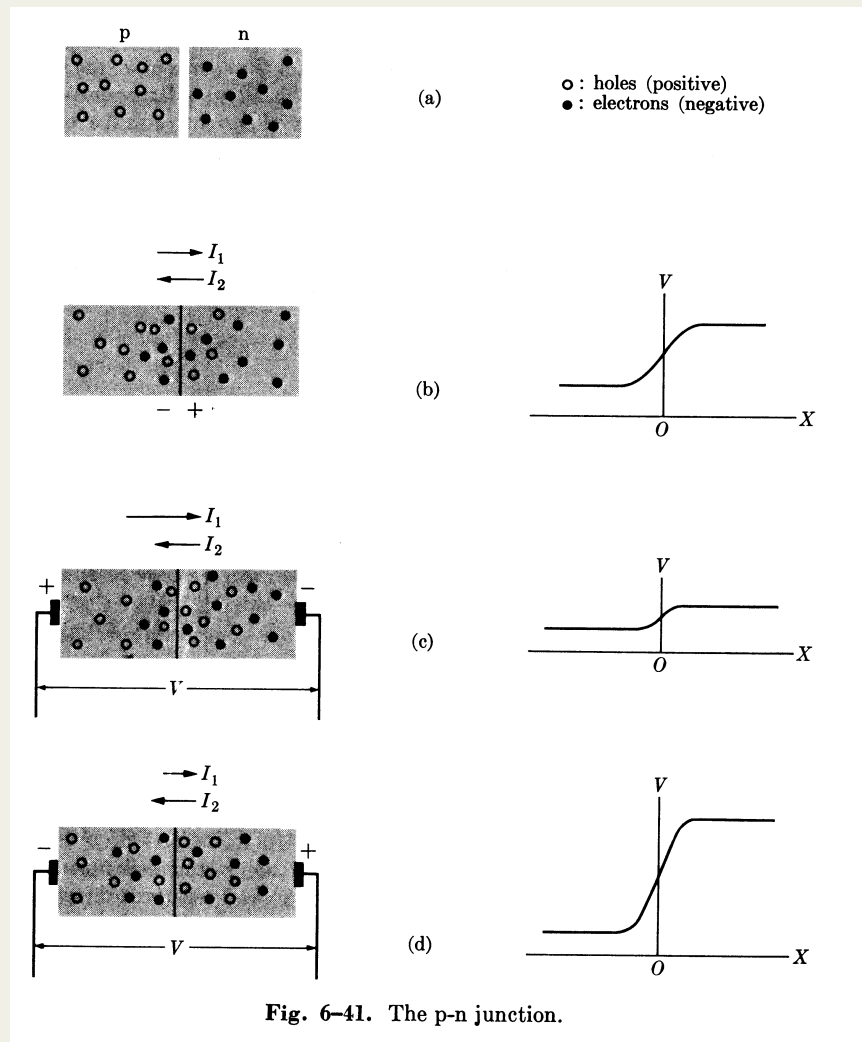 p n
(a)
○ : holes (positive)
● : electrons (negative)
I₁
I₂
− +
(b)
V
X
O
I₁
I₂
+ −
V
(c)
V
X
O
I₁
I₂
− +
V
(d)
V
X
O
Fig. 6–41. The p-n junction.